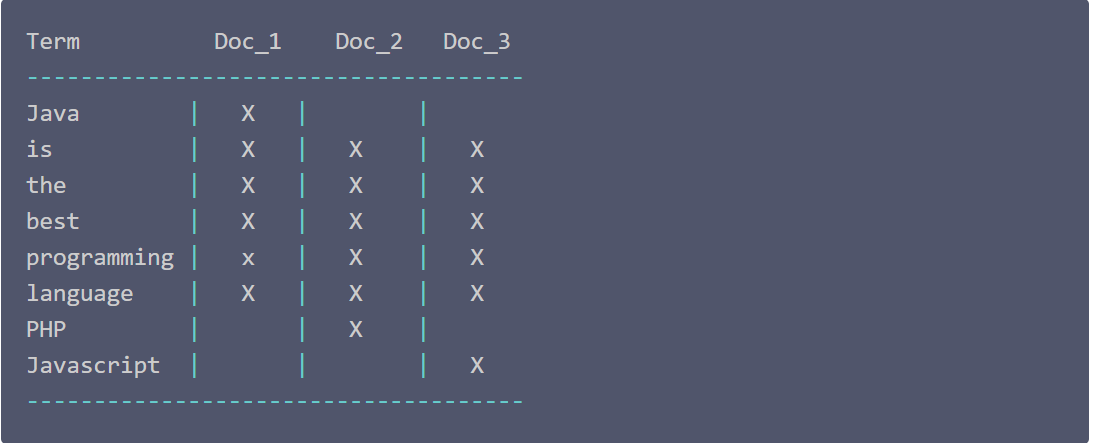 Term          Doc_1    Doc_2   Doc_3
-------------------------------------
Java        |   X   |        |
is          |   X   |   X    |   X
the         |   X   |   X    |   X
best        |   X   |   X    |   X
programming |   x   |   X    |   X
language    |   X   |   X    |   X
PHP         |       |   X    |
Javascript  |       |        |   X
-------------------------------------